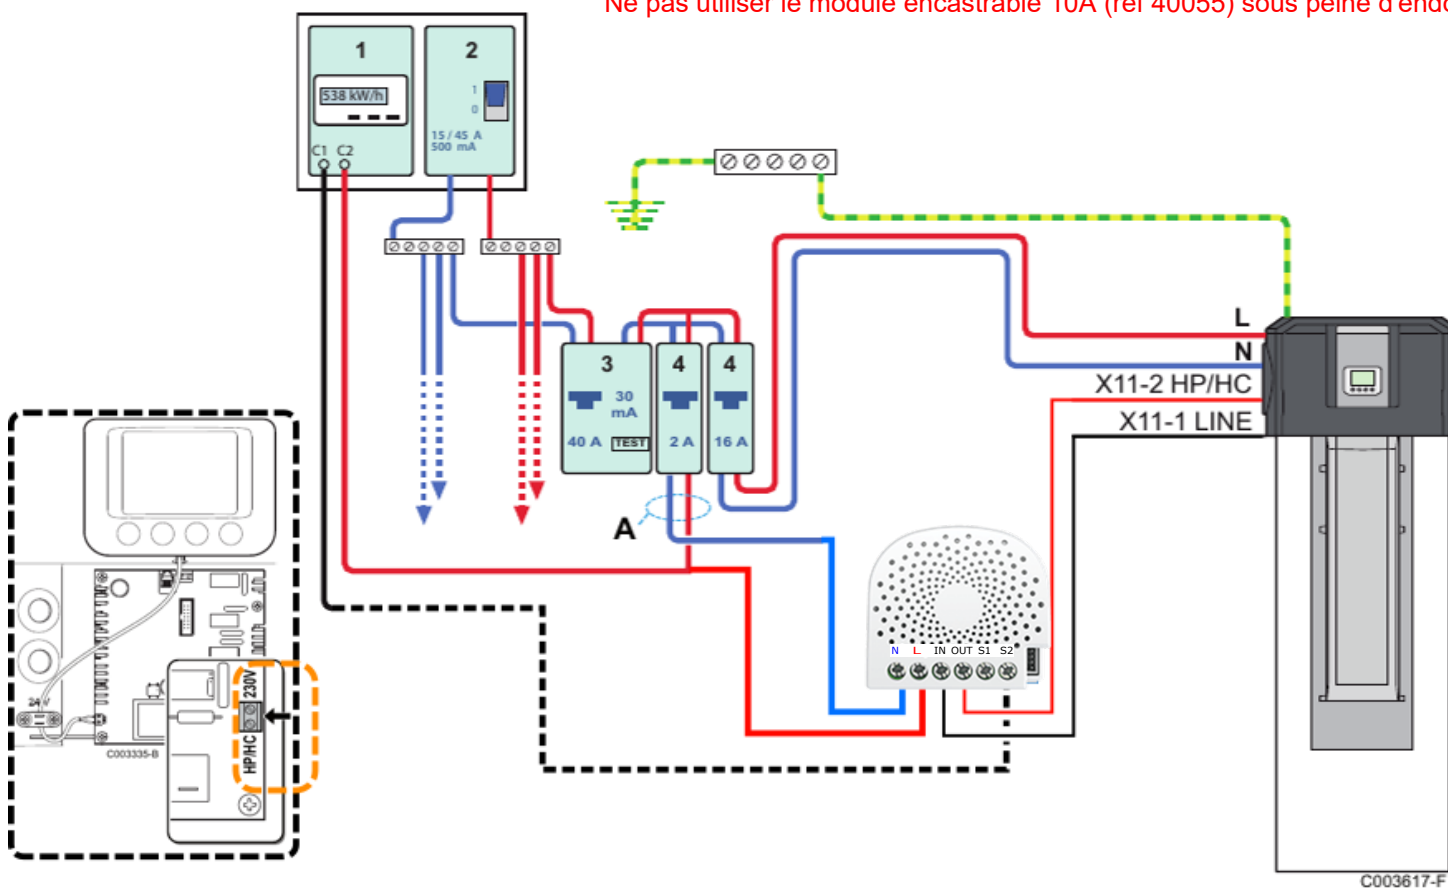 Ne pas utiliser le module encastrable 10A (réf 40055) sous peine d'endo
1
2
538 kW/h
1
0
15 / 45 A
500 mA
C1 C2
L
N
X11-2 HP/HC
X11-1 LINE
3
4
4
30
mA
40 A
TEST
2 A
16 A
A
N L IN OUT S1 S2
230V
HP/HC
C003335-B
C003617-F